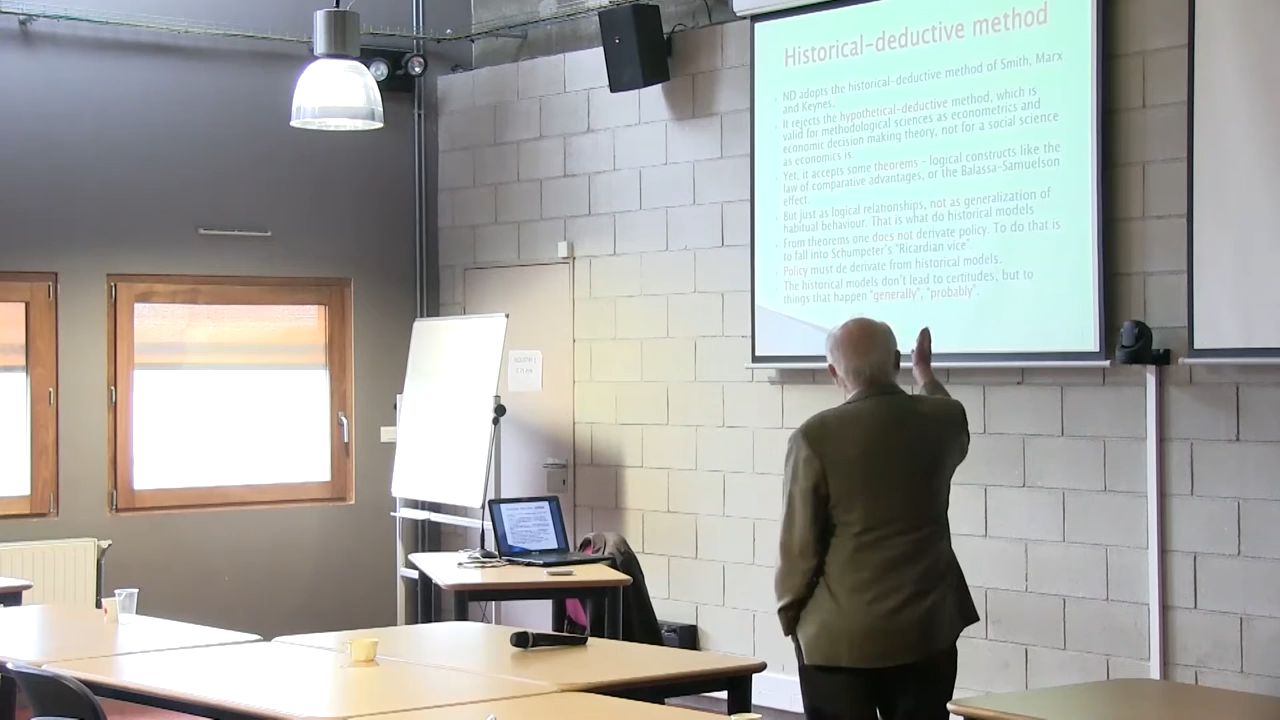 Historical-deductive method
ND adopts the historical-deductive method of Smith, Marx
and Keynes.
It rejects the hypothetical-deductive method, which is
valid for methodological sciences as econometrics and
economic decision making theory, not for a social science
as economics is.
Yet, it accepts some theorems - logical constructs like the
law of comparative advantages, or the Balassa-Samuelson
effect.
But just as logical relationships, not as generalization of
habitual behaviour. That is what do historical models
From theorems one does not derivate policy. To do that is
to fall into Schumpeter's "Ricardian vice".
Policy must de derivate from historical models.
The historical models don't lead to certitudes, but to
things that happen "generally", "probably".